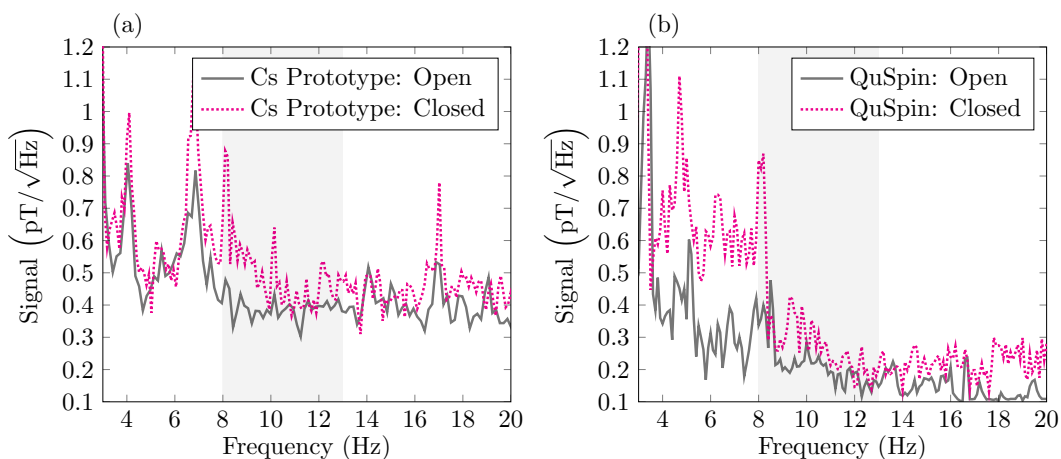 (a)
1.2
1.1
1
0.9
0.8
0.7
0.6
0.5
0.4
0.3
0.2
0.1
Signal (pT/√Hz)
Cs Prototype: Open
Cs Prototype: Closed
4 6 8 10 12 14 16 18 20
Frequency (Hz)
(b)
1.2
1.1
1
0.9
0.8
0.7
0.6
0.5
0.4
0.3
0.2
0.1
Signal (pT/√Hz)
QuSpin: Open
QuSpin: Closed
4 6 8 10 12 14 16 18 20
Frequency (Hz)